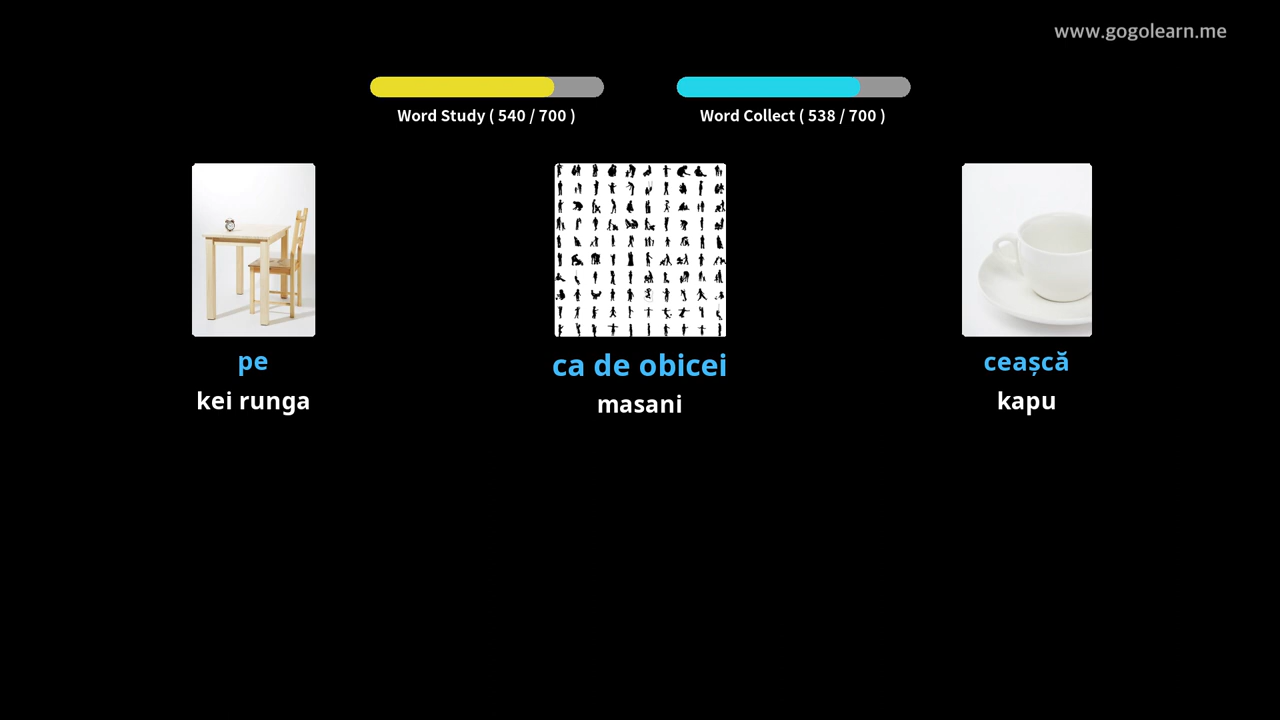 www.gogolearn.me
Word Study ( 540 / 700 )
Word Collect ( 538 / 700 )
pe
kei runga
ca de obicei
masani
ceașcă
kapu